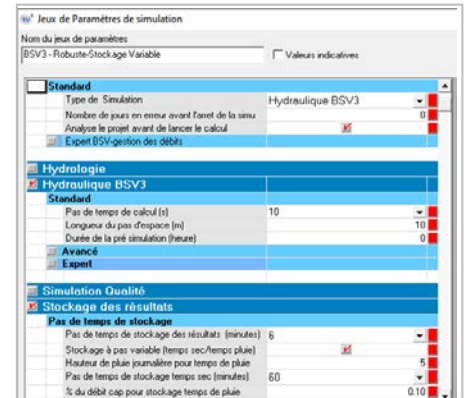 Jeux de Paramètres de simulation
Nom du jeux de paramètres
BSV3 - Robuste-Stockage Variable
Valeurs indicatives
Standard
Type de Simulation Hydraulique BSV3
Nombre de jours en erreur avant l'arret de la simu 0
Analyse le projet avant de lancer le calcul
Expert BSV-gestion des débits
Hydrologie
Hydraulique BSV3
Standard
Pas de temps de calcul (s) 10
Longueur du pas d'espace (m) 10
Durée de la pré simulation (heure) 0
Avancé
Expert
Simulation Qualité
Stockage des résultats
Pas de temps de stockage
Pas de temps de stockage des résultats (minutes) 6
Stockage à pas variable (temps sec/temps pluie)
Hauteur de pluie journalière pour temps de pluie 5
Pas de temps de stockage temps sec (minutes) 60
% du débit cap pour stockage temps de pluie 0.10